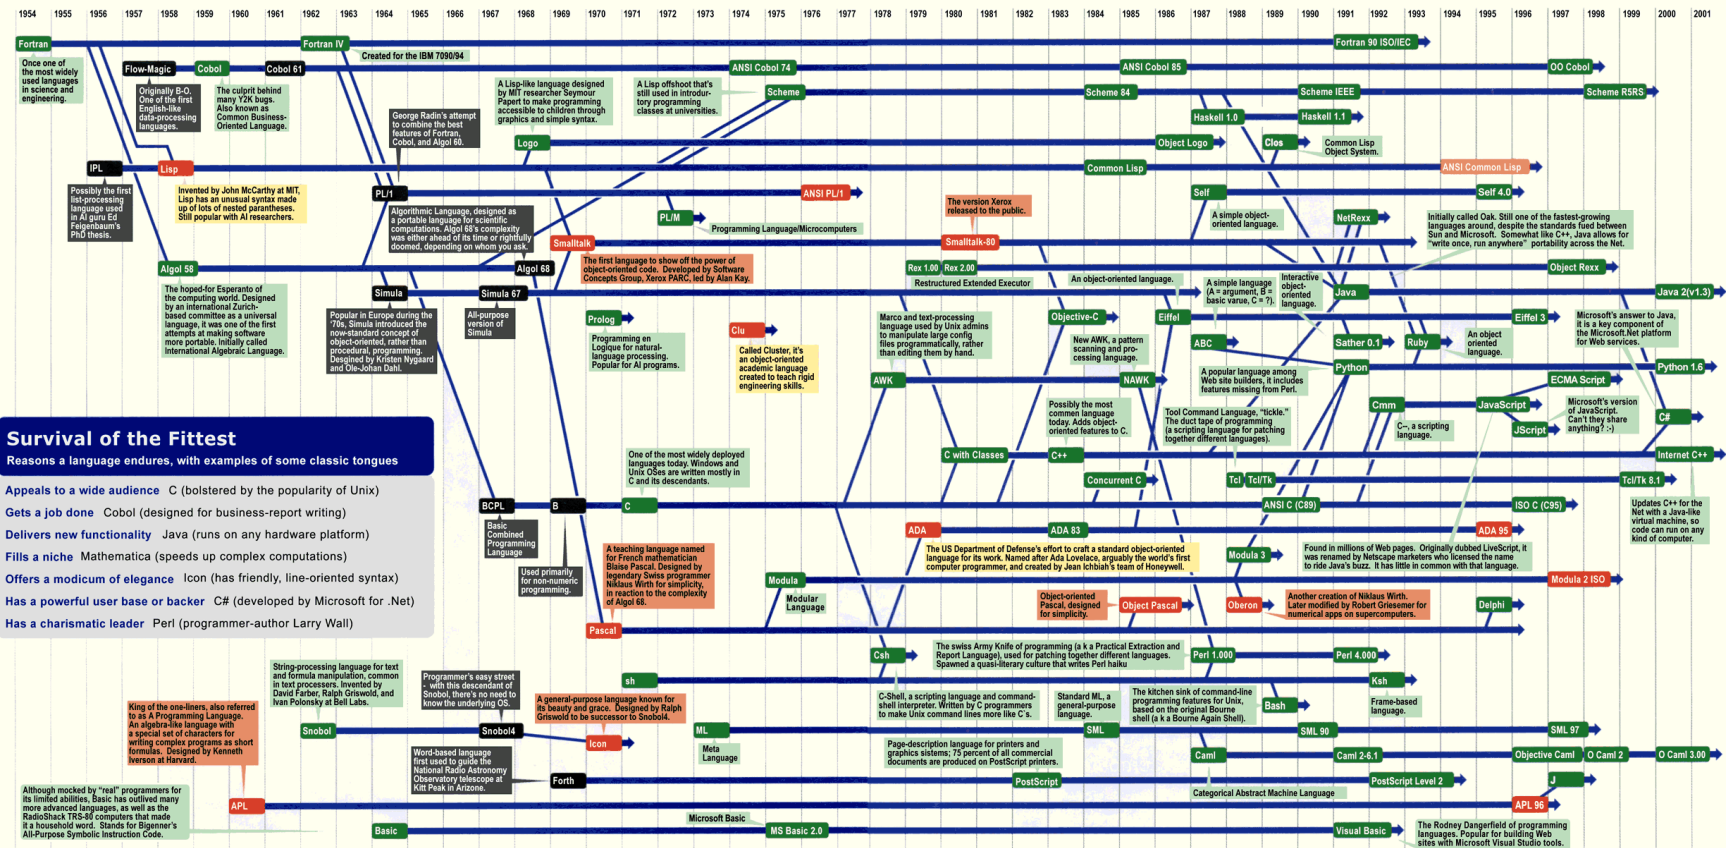 1954 1955 1956 1957 1958 1959 1960 1961 1962 1963 1964 1965 1966 1967 1968 1969 1970 1971 1972 1973 1974 1975 1976 1977 1978 1979 1980 1981 1982 1983 1984 1985 1986 1987 1988 1989 1990 1991 1992 1993 1994 1995 1996 1997 1998 1999 2000 2001
Fortran
Fortran IV
Fortran 90 ISO/IEC
Created for the IBM 7090/94
Once one of
the most widely
used languages
in science and
engineering.
Flow-Magic
Cobol
Cobol 61
ANSI Cobol 74
ANSI Cobol 85
OO Cobol
Originally B-O.
One of the first
English-like
data-processing
languages.
The culprit behind
many Y2K bugs.
Also known as
Common Business-
Oriented Language.
A Lisp-like language designed
by MIT researcher Seymour
Papert to make programming
accessible to children through
graphics and simple syntax.
A Lisp offshoot that's
still used in introduc-
tory programming
classes at universities.
Scheme
Scheme 84
Scheme IEEE
Scheme R5RS
George Radin's attempt
to combine the best
features of Fortran,
Cobol, and Algol 60.
Haskell 1.0
Haskell 1.1
Logo
Object Logo
Clos
Common Lisp
Object System.
IPL
Lisp
Common Lisp
ANSI Common Lisp
Possibly the first
list-processing
language used
in AI guru Ed
Feigenbaum's
PhD thesis.
Invented by John McCarthy at MIT,
Lisp has an unusual syntax made
up of lots of nested parantheses.
Still popular with AI researchers.
PL/1
ANSI PL/1
Self
Self 4.0
A simple object-
oriented language.
PL/M
Programming Language/Microcomputers
The version Xerox
released to the public.
NetRexx
Initially called Oak. Still one of the fastest-growing
languages around, despite the standards fued between
Sun and Microsoft. Somewhat like C++, Java allows for
"write once, run anywhere" portability across the Net.
Algorithmic Language, designed as
a portable language for scientific
computations. Algol 68's complexity
was either ahead of its time or rightfully
doomed, depending on whom you ask.
Smalltalk
Smalltalk-80
The first language to show off the power of
object-oriented code. Developed by Software
Concepts Group, Xerox PARC, led by Alan Kay.
Algol 58
Algol 68
Rex 1.00
Rex 2.00
Object Rexx
Restructured Extended Executor
The hoped-for Esperanto of
the computing world. Designed
by an international Zurich-
based committee as a universal
language, it was one of the first
attempts at making software
more portable. Initially called
International Algebraic Language.
Simula
Simula 67
Java
Java 2(v1.3)
Popular in Europe during the
'70s, Simula introduced the
now-standard concept of
object-oriented, rather than
procedural, programming.
Desgined by Kristen Nygaard
and Ole-Johan Dahl.
All-purpose
version of
Simula
An object-oriented language.
A simple language
(A = argument, B =
basic varue, C = ?).
Interactive
object-
oriented
language.
Prolog
Programming en
Logique for natural-
language processing.
Popular for AI programs.
Clu
Called Cluster, it's
an object-oriented
academic language
created to teach rigid
engineering skills.
Marco and text-processing
language used by Unix admins
to manipulate large config
files programmatically, rather
than editing them by hand.
Objective-C
Eiffel
Eiffel 3
Microsoft's answer to Java,
it is a key component of
the Microsoft.Net platform
for Web services.
New AWK, a pattern
scanning and pro-
cessing language.
ABC
Sather 0.1
Ruby
An object
oriented
language.
A popular language among
Web site builders, it includes
features missing from Perl.
Python
Python 1.6
AWK
NAWK
ECMA Script
Possibly the most
commen language
today. Adds object-
oriented features to C.
Tool Command Language, "tickle."
The duct tape of programming
(a scripting language for patching
together different languages).
Cmm
C--, a scripting
language.
JavaScript
JScript
Microsoft's version
of JavaScript.
Can't they share
anything? :-)
C#
Survival of the Fittest
Reasons a language endures, with examples of some classic tongues
Appeals to a wide audience C (bolstered by the popularity of Unix)
Gets a job done Cobol (designed for business-report writing)
Delivers new functionality Java (runs on any hardware platform)
Fills a niche Mathematica (speeds up complex computations)
Offers a modicum of elegance Icon (has friendly, line-oriented syntax)
Has a powerful user base or backer C# (developed by Microsoft for .Net)
Has a charismatic leader Perl (programmer-author Larry Wall)
C with Classes
C++
Internet C++
One of the most widely deployed
languages today. Windows and
Unix OSes are written mostly in
C and its descendants.
Concurrent C
Tcl
Tcl/Tk
Tcl/Tk 8.1
BCPL
B
C
ANSI C (C89)
ISO C (C95)
Updates C++ for the
Net with a Java-like
virtual machine, so
code can run on any
kind of computer.
Basic
Combined
Programming
Language
Used primarily
for non-numeric
programming.
A teaching language named
for French mathematician
Blaise Pascal. Designed by
legendary Swiss programmer
Niklaus Wirth for simplicity,
in reaction to the complexity
of Algol 68.
ADA
ADA 83
ADA 95
The US Department of Defense's effort to craft a standard object-oriented
language for its work. Named after Ada Lovelace, arguably the world's first
computer programmer, and created by Jean Ichbiah's team of Honeywell.
Modula 3
Found in millions of Web pages. Originally dubbed LiveScript, it
was renamed by Netscape marketers who licensed the name
to ride Java's buzz. It has little in common with that language.
Modula
Modular
Language
Modula 2 ISO
Object-oriented
Pascal, designed
for simplicity.
Object Pascal
Oberon
Another creation of Niklaus Wirth.
Later modified by Robert Griesemer for
numerical apps on supercomputers.
Delphi
Pascal
Csh
The swiss Army Knife of programming (a k a Practical Extraction and
Report Language), used for patching together different languages.
Spawned a quasi-literary culture that writes Perl haiku
Perl 1.000
Perl 4.000
sh
Ksh
C-Shell, a scripting language and command-
shell interpreter. Written by C programmers
to make Unix command lines more like C's.
Standard ML, a
general-purpose
language.
The kitchen sink of command-line
programming features for Unix,
based on the original Bourne
shell (a k a Bourne Again Shell).
Bash
Frame-based
language.
String-processing language for text
and formula manipulation, common
in text processers. Invented by
David Farber, Ralph Griswold, and
Ivan Polonsky at Bell Labs.
Programmer's easy street
- with this descendant of
Snobol, there's no need to
know the underlying OS.
A general-purpose language known for
its beauty and grace. Designed by Ralph
Griswold to be successor to Snobol4.
King of the one-liners, also referred
to as A Programming Language.
An algebra-like language with
a special set of characters for
writing complex programs as short
formulas. Designed by Kenneth
Iverson at Harvard.
Snobol
Snobol4
Icon
ML
Meta
Language
SML
SML 90
SML 97
Word-based language
first used to guide the
National Radio Astronomy
Observatory telescope at
Kitt Peak in Arizone.
Page-description language for printers and
graphics sistems; 75 percent of all commercial
documents are produced on PostScript printers.
Caml
Caml 2-6.1
Objective Caml
O Caml 2
O Caml 3.00
Forth
PostScript
PostScript Level 2
J
Categorical Abstract Machine Language
Although mocked by "real" programmers for
its limited abilities, Basic has outlived many
more advanced languages, as well as the
RadioShack TRS-80 computers that made
it a household word. Stands for Bigenner's
All-Purpose Symbolic Instruction Code.
APL
APL 96
Microsoft Basic
Basic
MS Basic 2.0
Visual Basic
The Rodney Dangerfield of programming
languages. Popular for building Web
sites with Microsoft Visual Studio tools.